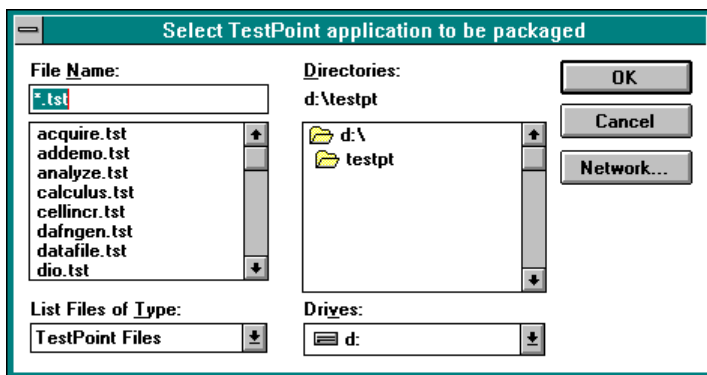 Select TestPoint application to be packaged
File Name:
*.tst
acquire.tst
addemo.tst
analyze.tst
calculus.tst
cellincr.tst
dafngen.tst
datafile.tst
dio.tst
List Files of Type:
TestPoint Files
Directories:
d:\testpt
d:\
testpt
Drives:
d:
OK
Cancel
Network...